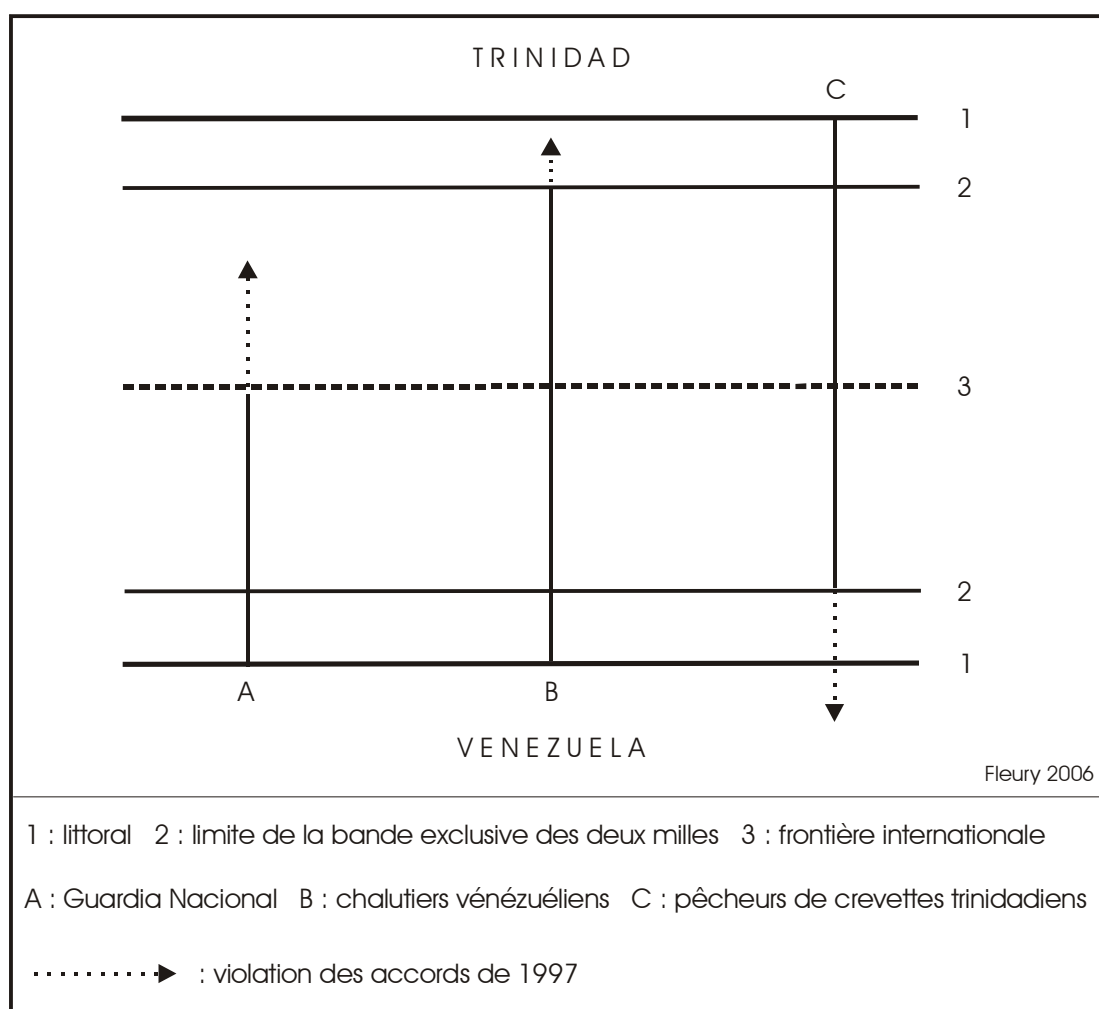 TRINIDAD
C
1
2
3
2
1
A
B
VENEZUELA
Fleury 2006
1 : littoral 2 : limite de la bande exclusive des deux milles 3 : frontière internationale
A : Guardia Nacional B : chalutiers vénézuéliens C : pêcheurs de crevettes trinidadiens
: violation des accords de 1997